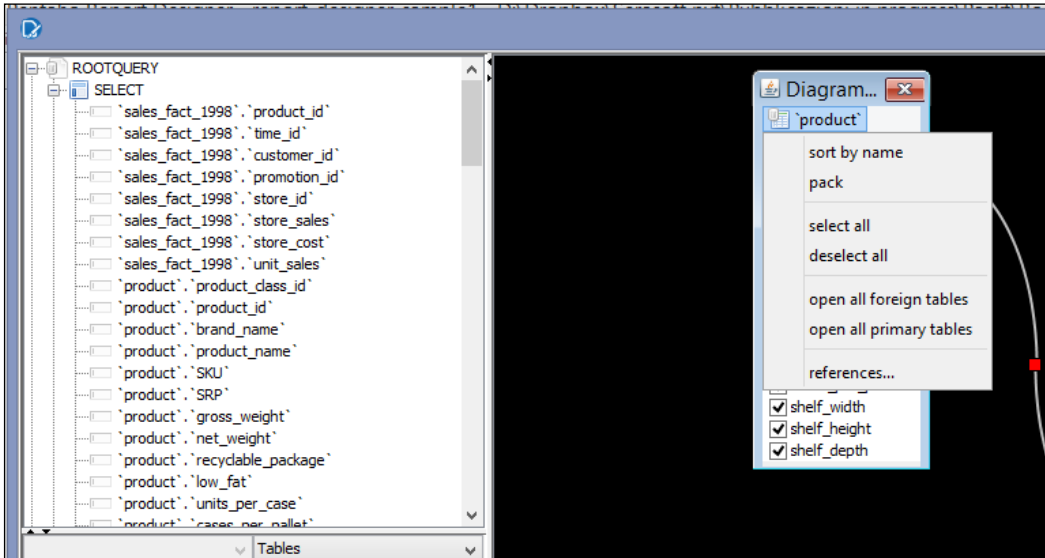 ROOTQUERY
SELECT
`sales_fact_1998`.`product_id`
`sales_fact_1998`.`time_id`
`sales_fact_1998`.`customer_id`
`sales_fact_1998`.`promotion_id`
`sales_fact_1998`.`store_id`
`sales_fact_1998`.`store_sales`
`sales_fact_1998`.`store_cost`
`sales_fact_1998`.`unit_sales`
`product`.`product_class_id`
`product`.`product_id`
`product`.`brand_name`
`product`.`product_name`
`product`.`SKU`
`product`.`SRP`
`product`.`gross_weight`
`product`.`net_weight`
`product`.`recyclable_package`
`product`.`low_fat`
`product`.`units_per_case`
`product`.`cases_per_pallet`
Tables
Diagram...
`product`
sort by name
pack
select all
deselect all
open all foreign tables
open all primary tables
references...
shelf_width
shelf_height
shelf_depth